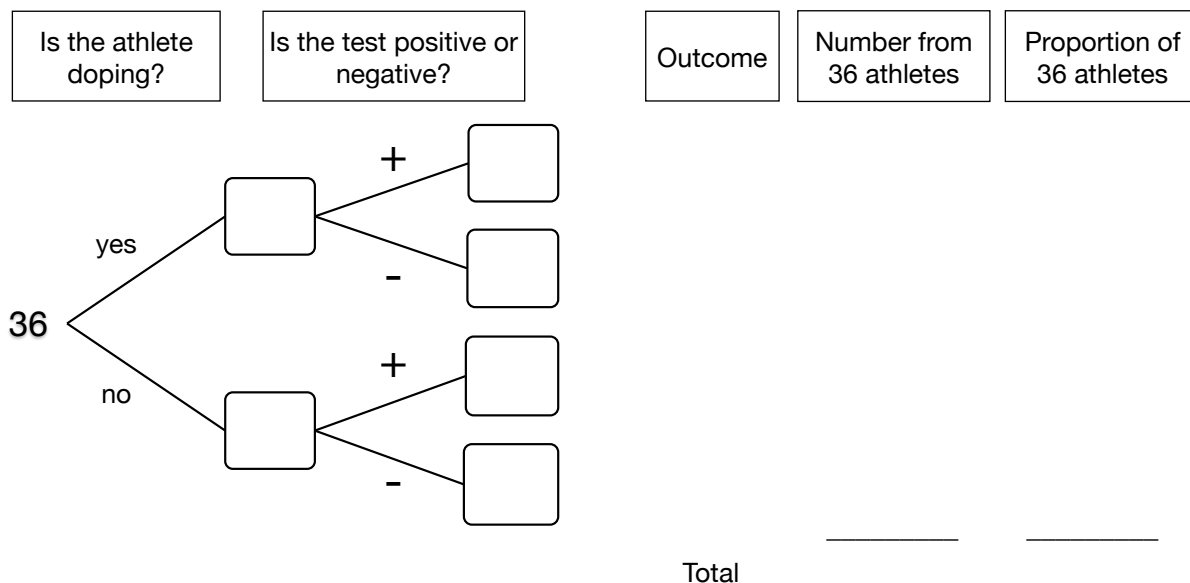 Is the athlete
doping?
Is the test positive or
negative?
Outcome
Number from
36 athletes
Proportion of
36 athletes
+
yes
-
36
+
no
-
Total